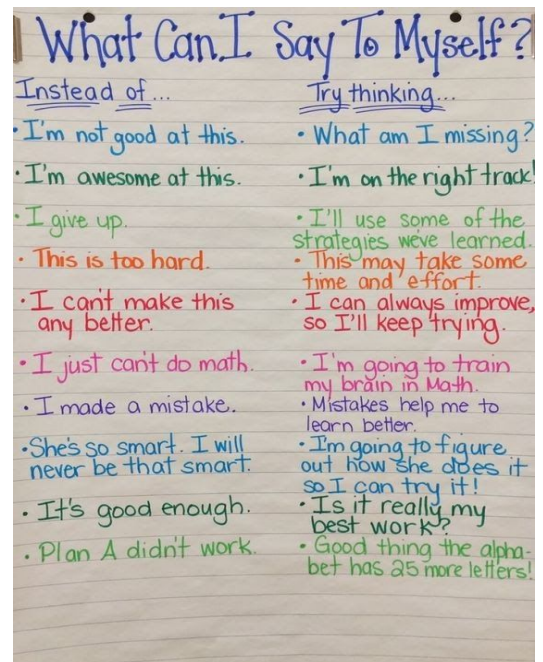 What Can I Say To Myself?
Instead of...
Try thinking...
• I'm not good at this.
• What am I missing?
• I'm awesome at this.
• I'm on the right track!
• I give up.
• I'll use some of the
strategies we've learned.
• This is too hard.
• This may take some
time and effort.
• I can't make this
any better.
• I can always improve,
so I'll keep trying.
• I just can't do math.
• I'm going to train
my brain in Math.
• I made a mistake.
• Mistakes help me to
learn better.
• She's so smart. I will
never be that smart.
• I'm going to figure
out how she does it
so I can try it!
• It's good enough.
• Is it really my
best work?
• Plan A didn't work.
• Good thing the alpha-
bet has 25 more letters!